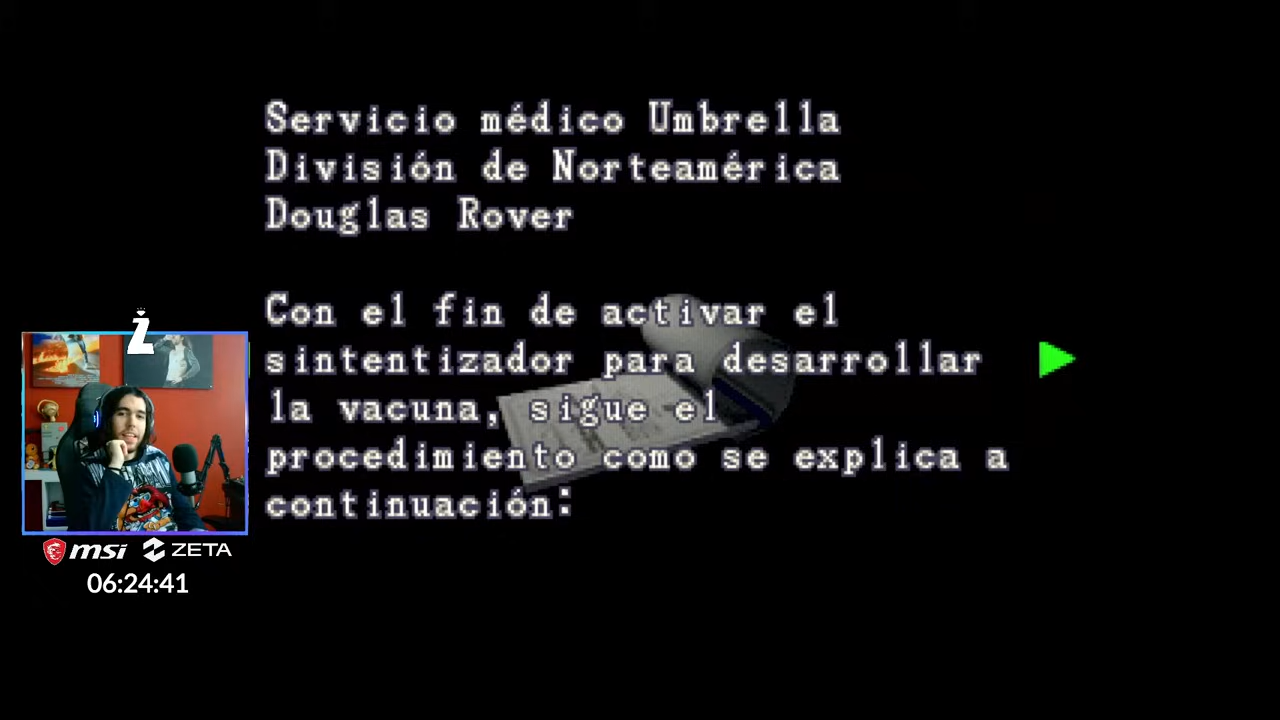 Servicio médico Umbrella
División de Norteamérica
Douglas Rover
Con el fin de activar el
sintentizador para desarrollar
la vacuna, sigue el
procedimiento como se explica a
continuación:
Z
msi ZETA
06:24:41